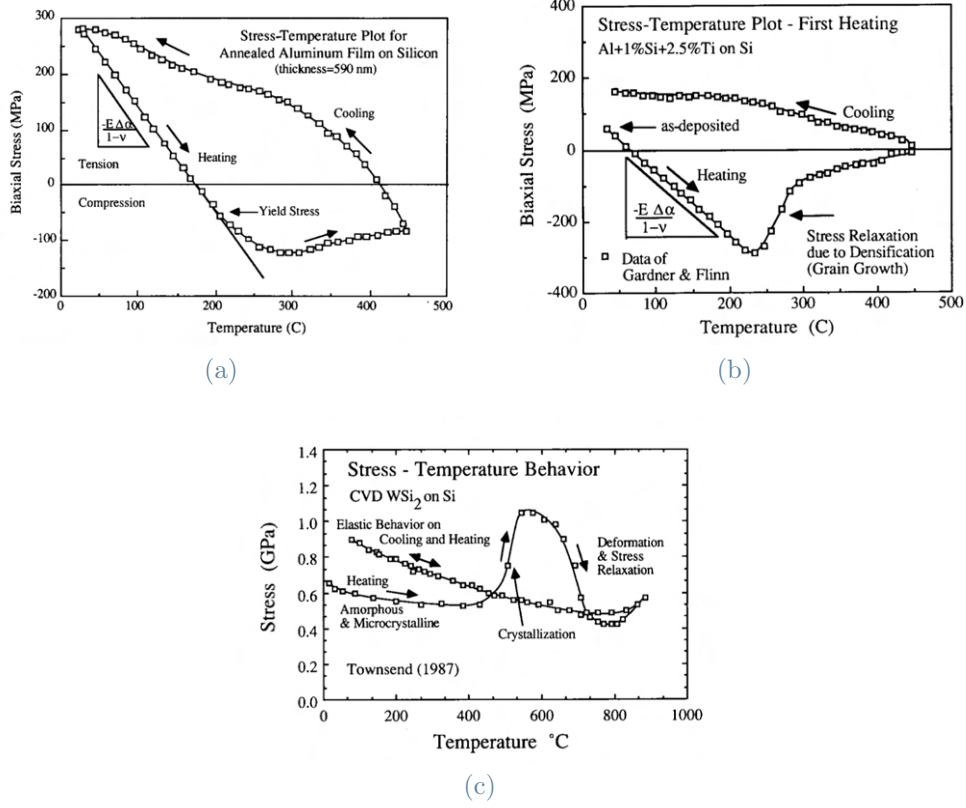 Stress-Temperature Plot for
Annealed Aluminum Film on Silicon
(thickness=590 nm)
Cooling
Heating
-E Δα
1-ν
Tension
Compression
Yield Stress
Biaxial Stress (MPa)
300
200
100
0
-100
-200
0 100 200 300 400 500
Temperature (C)
(a)
Stress-Temperature Plot - First Heating
Al+1%Si+2.5%Ti on Si
Cooling
as-deposited
Heating
-E Δα
1-ν
Stress Relaxation
due to Densification
(Grain Growth)
Data of
Gardner & Flinn
Biaxial Stress (MPa)
400
200
0
-200
-400
0 100 200 300 400 500
Temperature (C)
(b)
Stress - Temperature Behavior
CVD WSi2 on Si
Elastic Behavior on
Cooling and Heating
Heating
Amorphous
& Microcrystalline
Deformation
& Stress
Relaxation
Crystallization
Townsend (1987)
Stress (GPa)
1.4
1.2
1.0
0.8
0.6
0.4
0.2
0.0
0 200 400 600 800 1000
Temperature °C
(c)